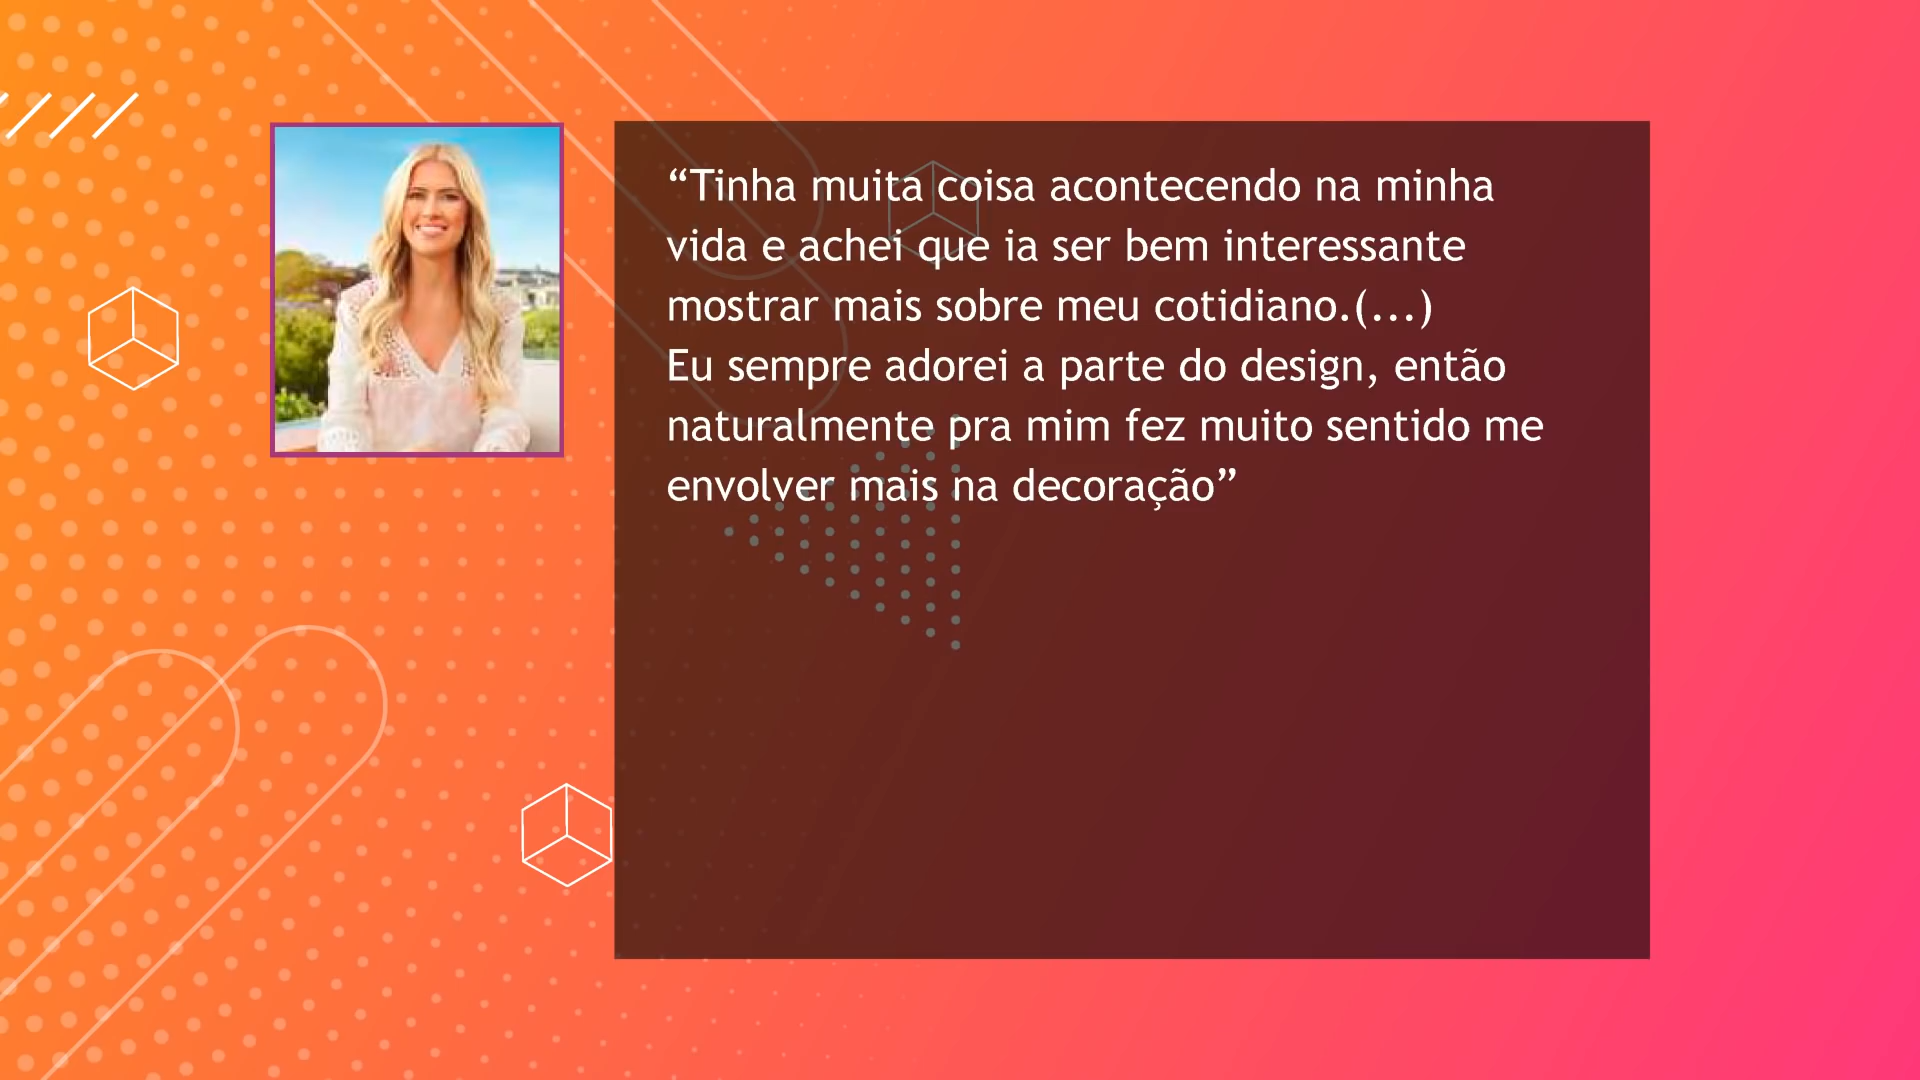 “Tinha muita coisa acontecendo na minha
vida e achei que ia ser bem interessante
mostrar mais sobre meu cotidiano.(...)
Eu sempre adorei a parte do design, então
naturalmente pra mim fez muito sentido me
envolver mais na decoração”